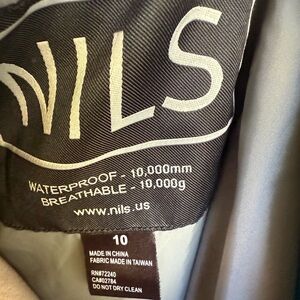 NILS
WATERPROOF - 10,000mm
BREATHABLE - 10,000g
www.nils.us
10
MADE IN CHINA
FABRIC MADE IN TAIWAN
RN#72240
CA#02784
DO NOT DRY CLEAN